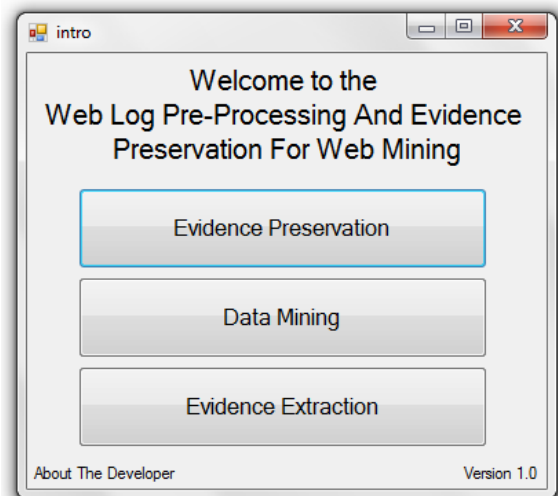 intro
Welcome to the
Web Log Pre-Processing And Evidence
Preservation For Web Mining
Evidence Preservation
Data Mining
Evidence Extraction
About The Developer
Version 1.0